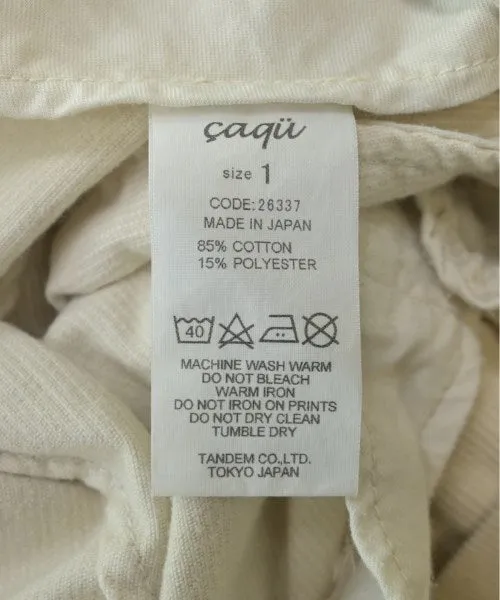 çaqü
size 1
CODE:26337
MADE IN JAPAN
85% COTTON
15% POLYESTER
40
MACHINE WASH WARM
DO NOT BLEACH
WARM IRON
DO NOT IRON ON PRINTS
DO NOT DRY CLEAN
TUMBLE DRY
TANDEM CO.,LTD.
TOKYO JAPAN